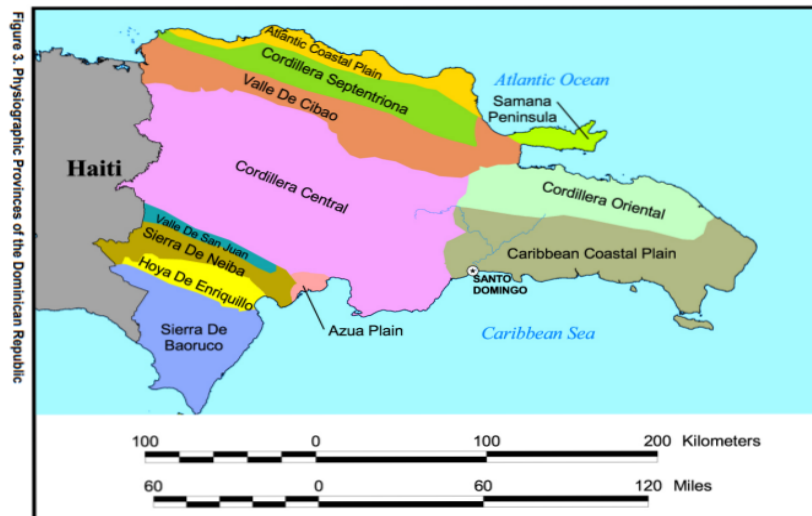 Figure 3. Physiographic Provinces of the Dominican Republic
Atlantic Coastal Plain
Cordillera Septentriona
Valle De Cibao
Atlantic Ocean
Samana
Peninsula
Haiti
Cordillera Central
Cordillera Oriental
Valle De San Juan
Sierra De Neiba
Hoya De Enriquillo
Caribbean Coastal Plain
SANTO
DOMINGO
Azua Plain
Sierra De
Baoruco
Caribbean Sea
100 0 100 200 Kilometers
60 0 60 120 Miles